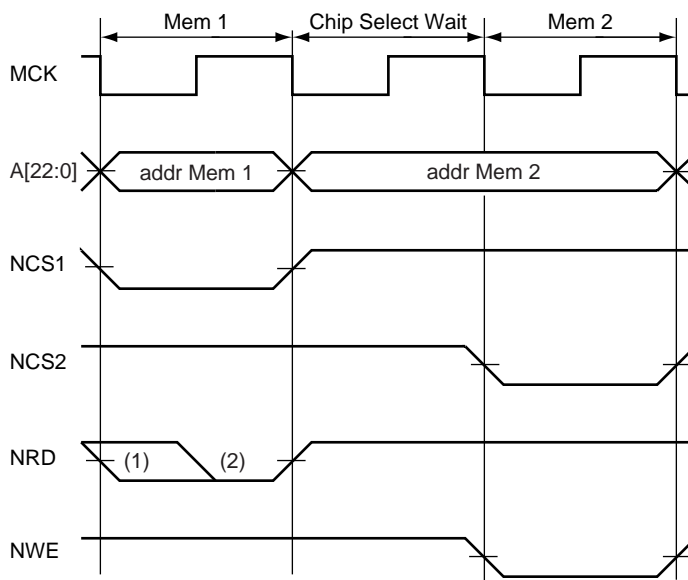 Mem 1 Chip Select Wait Mem 2
MCK
A[22:0] addr Mem 1 addr Mem 2
NCS1
NCS2
NRD (1) (2)
NWE